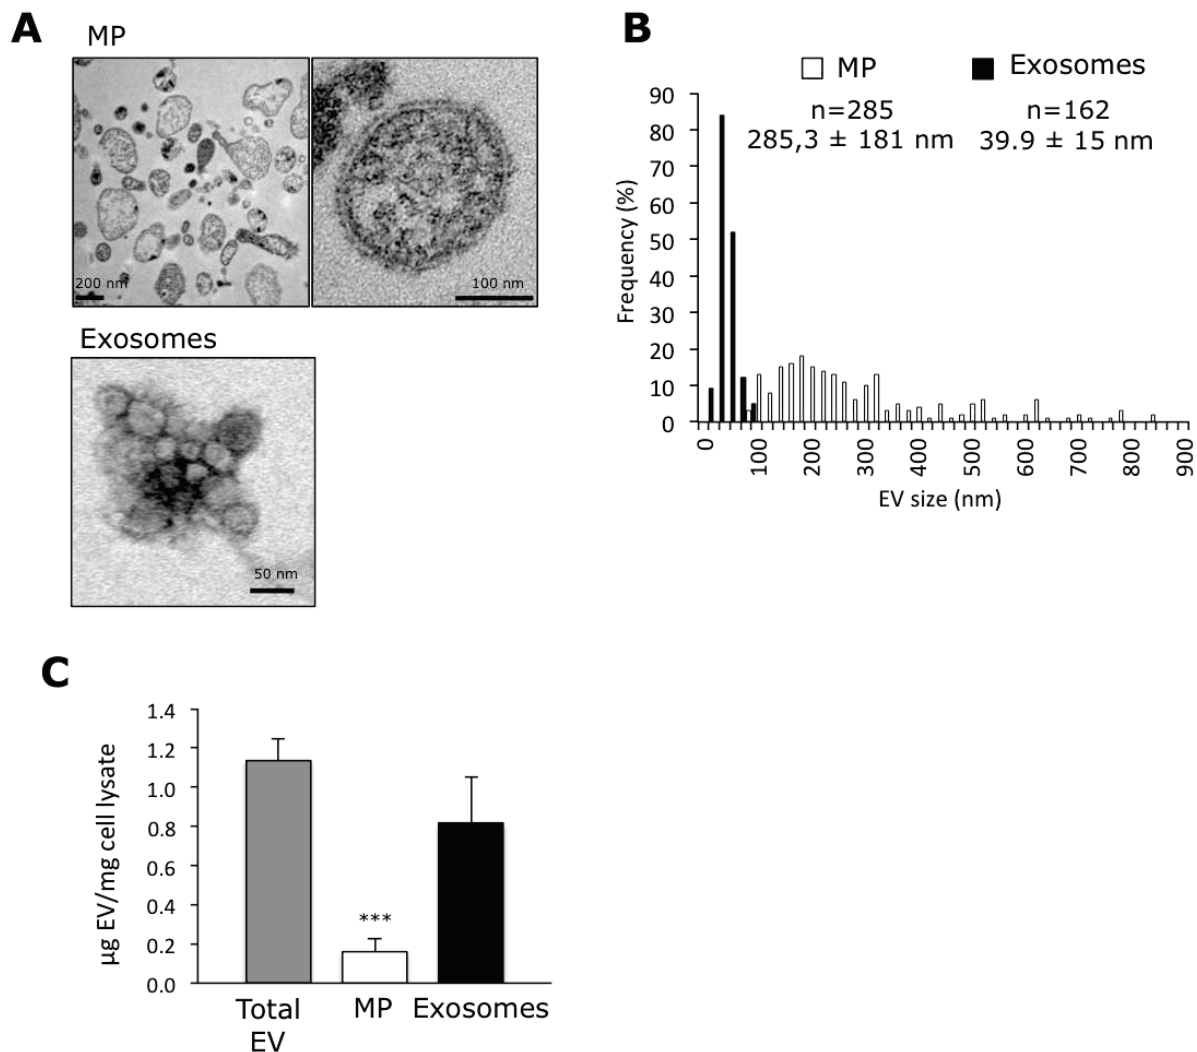 A
MP
200 nm
100 nm
Exosomes
50 nm
B
MP
Exosomes
n=285
n=162
285,3 ± 181 nm
39.9 ± 15 nm
Frequency (%)
90
80
70
60
50
40
30
20
10
0
0
100
200
300
400
500
600
700
800
900
EV size (nm)
C
µg EV/mg cell lysate
1.4
1.2
1.0
0.8
0.6
0.4
0.2
0.0
***
Total
EV
MP
Exosomes